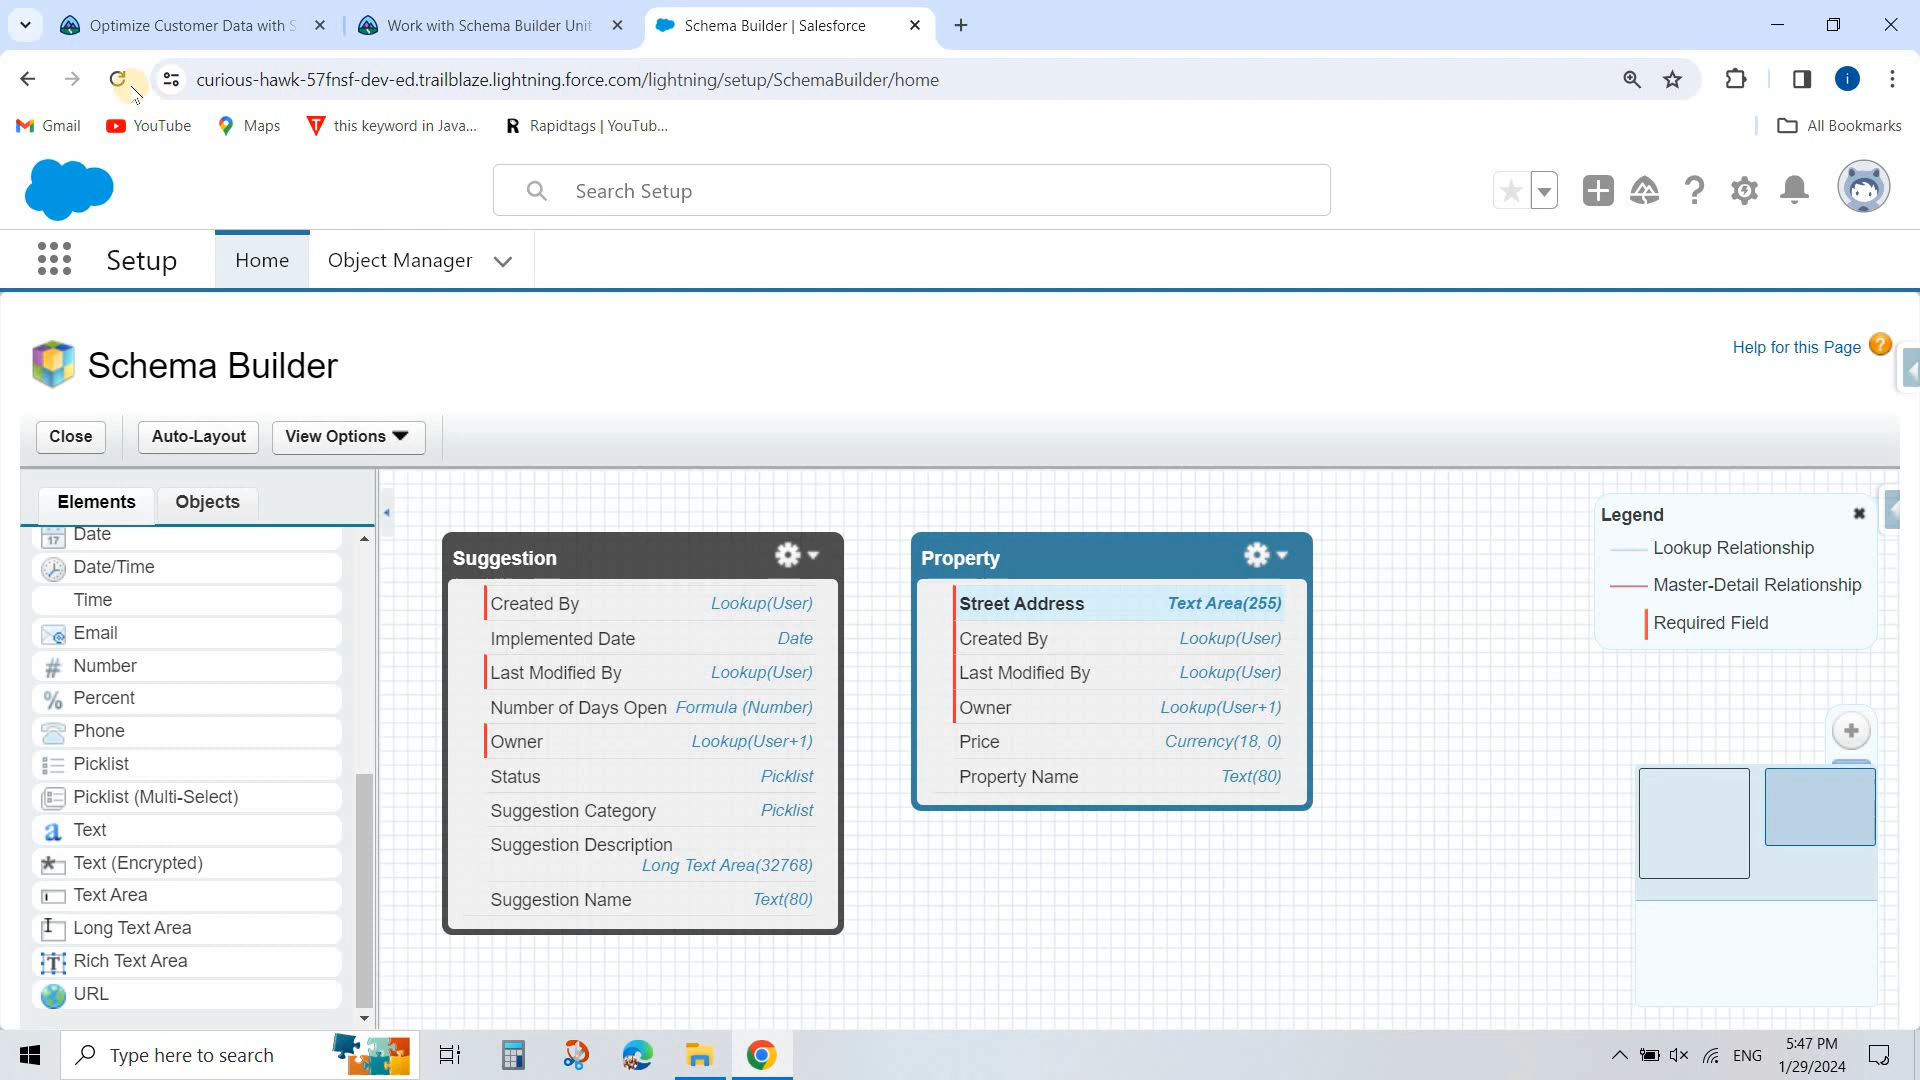 Optimize Customer Data with S
Work with Schema Builder Unit
Schema Builder | Salesforce
curious-hawk-57fnsf-dev-ed.trailblaze.lightning.force.com/lightning/setup/SchemaBuilder/home
i
Gmail
YouTube
Maps
this keyword in Java...
Rapidtags | YouTub...
All Bookmarks
Search Setup
Setup
Home
Object Manager
Schema Builder
Help for this Page
Close
Auto-Layout
View Options
Elements
Objects
Date
Date/Time
Time
Email
Number
Percent
Phone
Picklist
Picklist (Multi-Select)
Text
Text (Encrypted)
Text Area
Long Text Area
Rich Text Area
URL
Suggestion
Created By Lookup(User)
Implemented Date Date
Last Modified By Lookup(User)
Number of Days Open Formula (Number)
Owner Lookup(User+1)
Status Picklist
Suggestion Category Picklist
Suggestion Description
Long Text Area(32768)
Suggestion Name Text(80)
Property
Street Address Text Area(255)
Created By Lookup(User)
Last Modified By Lookup(User)
Owner Lookup(User+1)
Price Currency(18, 0)
Property Name Text(80)
Legend
Lookup Relationship
Master-Detail Relationship
Required Field
Type here to search
ENG
5:47 PM
1/29/2024